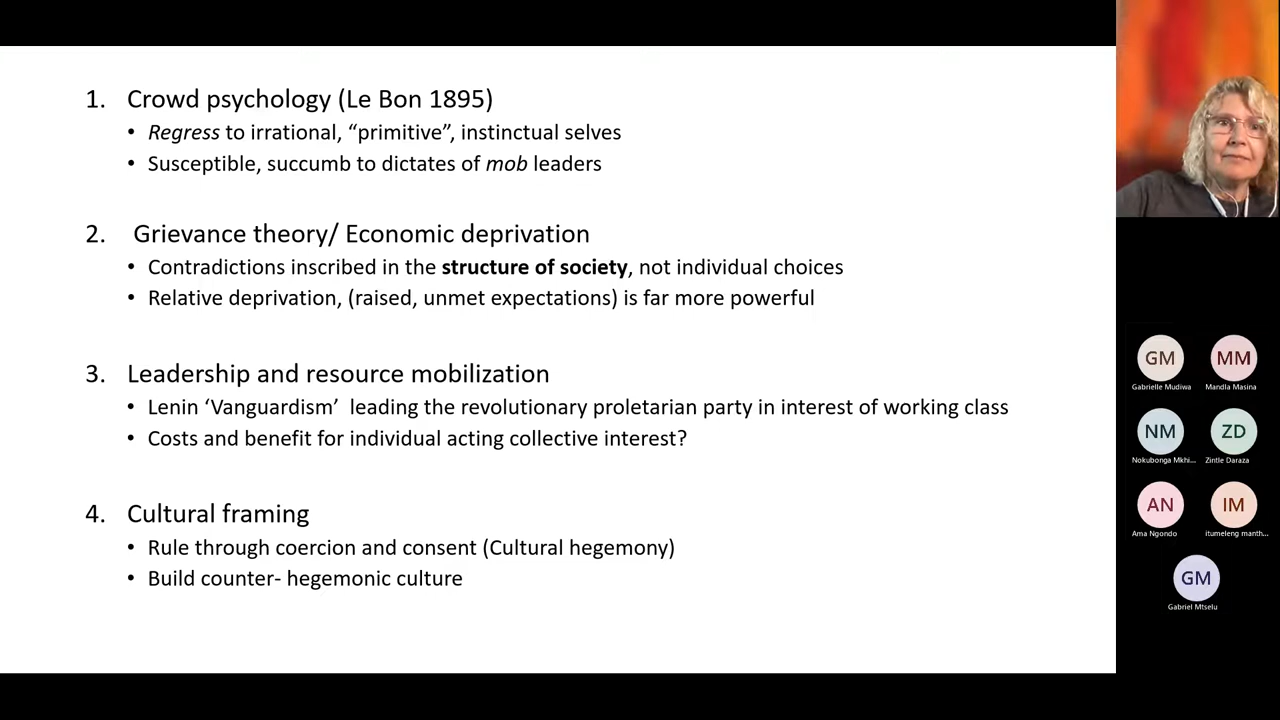 1. Crowd psychology (Le Bon 1895)
• Regress to irrational, “primitive”, instinctual selves
• Susceptible, succumb to dictates of mob leaders
2. Grievance theory/ Economic deprivation
• Contradictions inscribed in the structure of society, not individual choices
• Relative deprivation, (raised, unmet expectations) is far more powerful
3. Leadership and resource mobilization
• Lenin ‘Vanguardism’ leading the revolutionary proletarian party in interest of working class
• Costs and benefit for individual acting collective interest?
4. Cultural framing
• Rule through coercion and consent (Cultural hegemony)
• Build counter- hegemonic culture
GM MM
Gabrielle Mudiwa Mandla Masina
NM ZD
Nokubonga Mkhi... Zintle Daraza
AN IM
Ama Ngondo itumeleng manth...
GM
Gabriel Mtselu